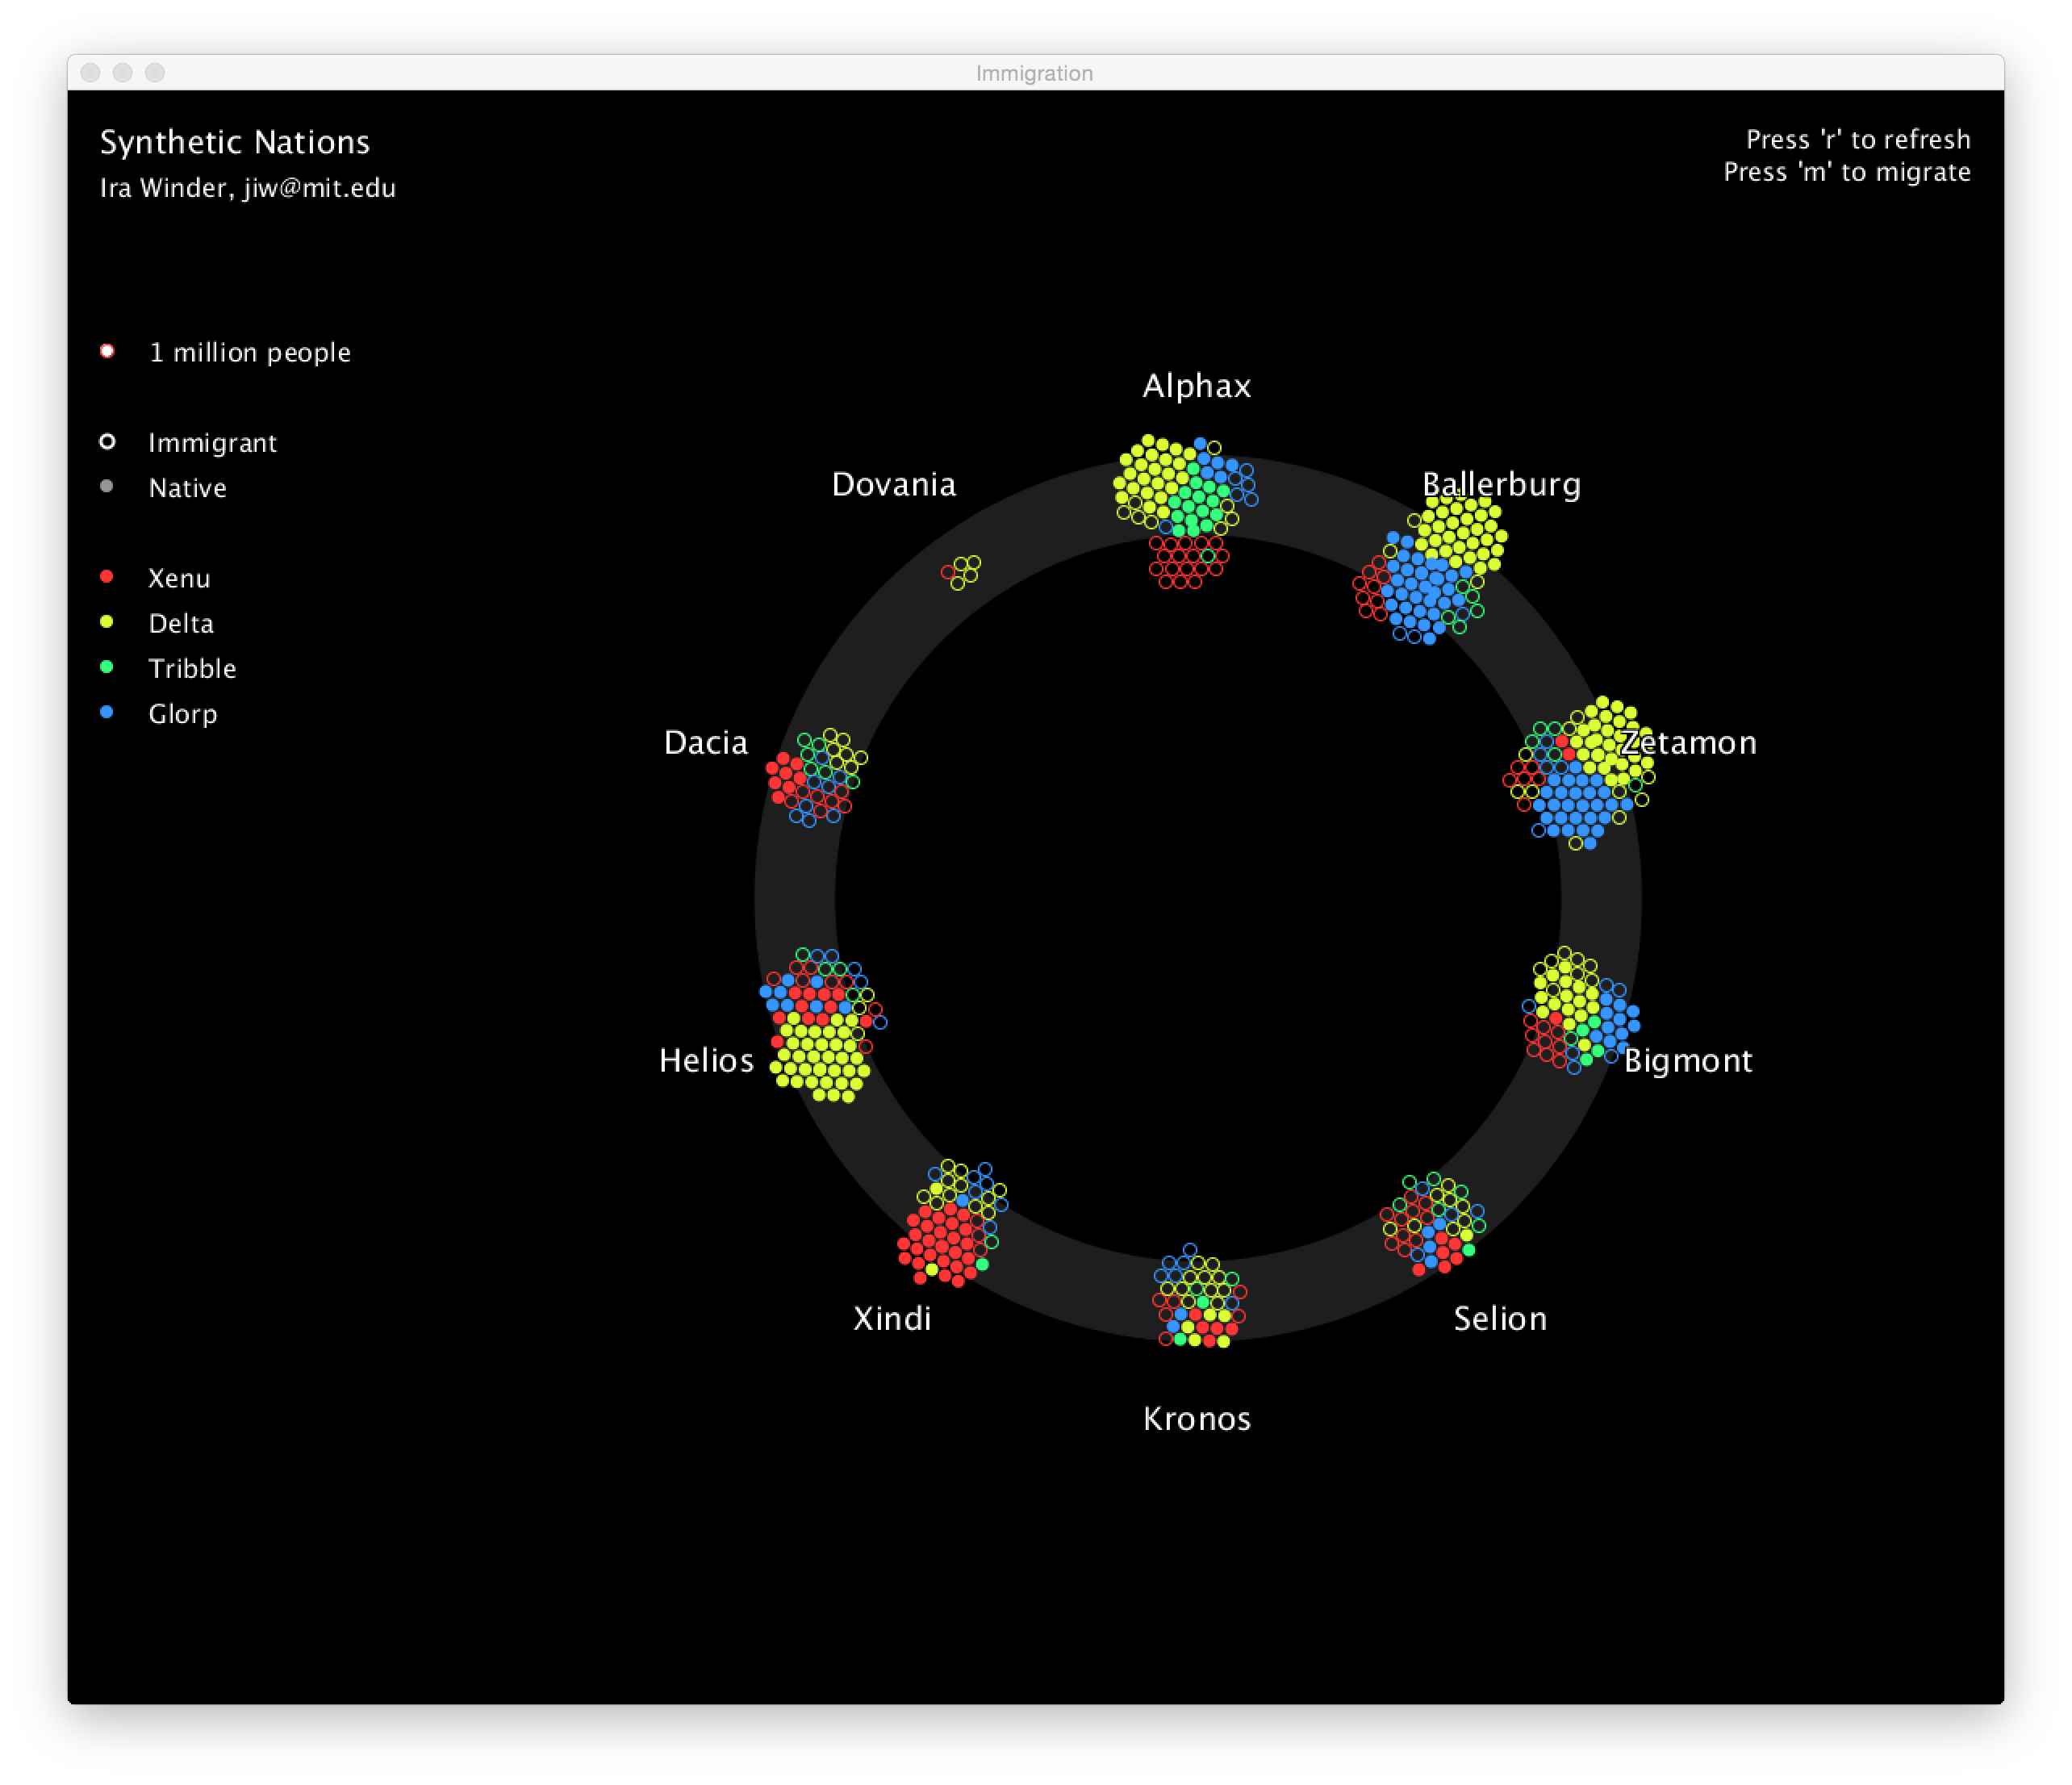 Immigration
Synthetic Nations
Ira Winder, jiw@mit.edu
Press 'r' to refresh
Press 'm' to migrate
1 million people
Immigrant
Native
Xenu
Delta
Tribble
Glorp
Alphax
Dovania
Ballerburg
Dacia
Zetamon
Helios
Bigmont
Xindi
Selion
Kronos